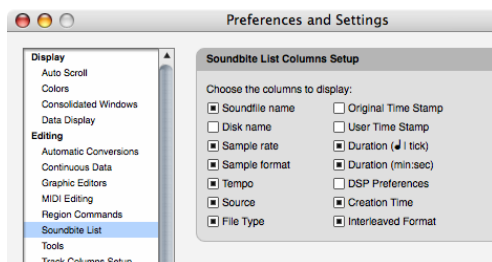 Preferences and Settings
Display
Auto Scroll
Colors
Consolidated Windows
Data Display
Editing
Automatic Conversions
Continuous Data
Graphic Editors
MIDI Editing
Region Commands
Soundbite List
Tools
Track Columns Setup
Soundbite List Columns Setup
Choose the columns to display:
Soundfile name
Original Time Stamp
Disk name
User Time Stamp
Sample rate
Duration (♩ | tick)
Sample format
Duration (min:sec)
Tempo
DSP Preferences
Source
Creation Time
File Type
Interleaved Format